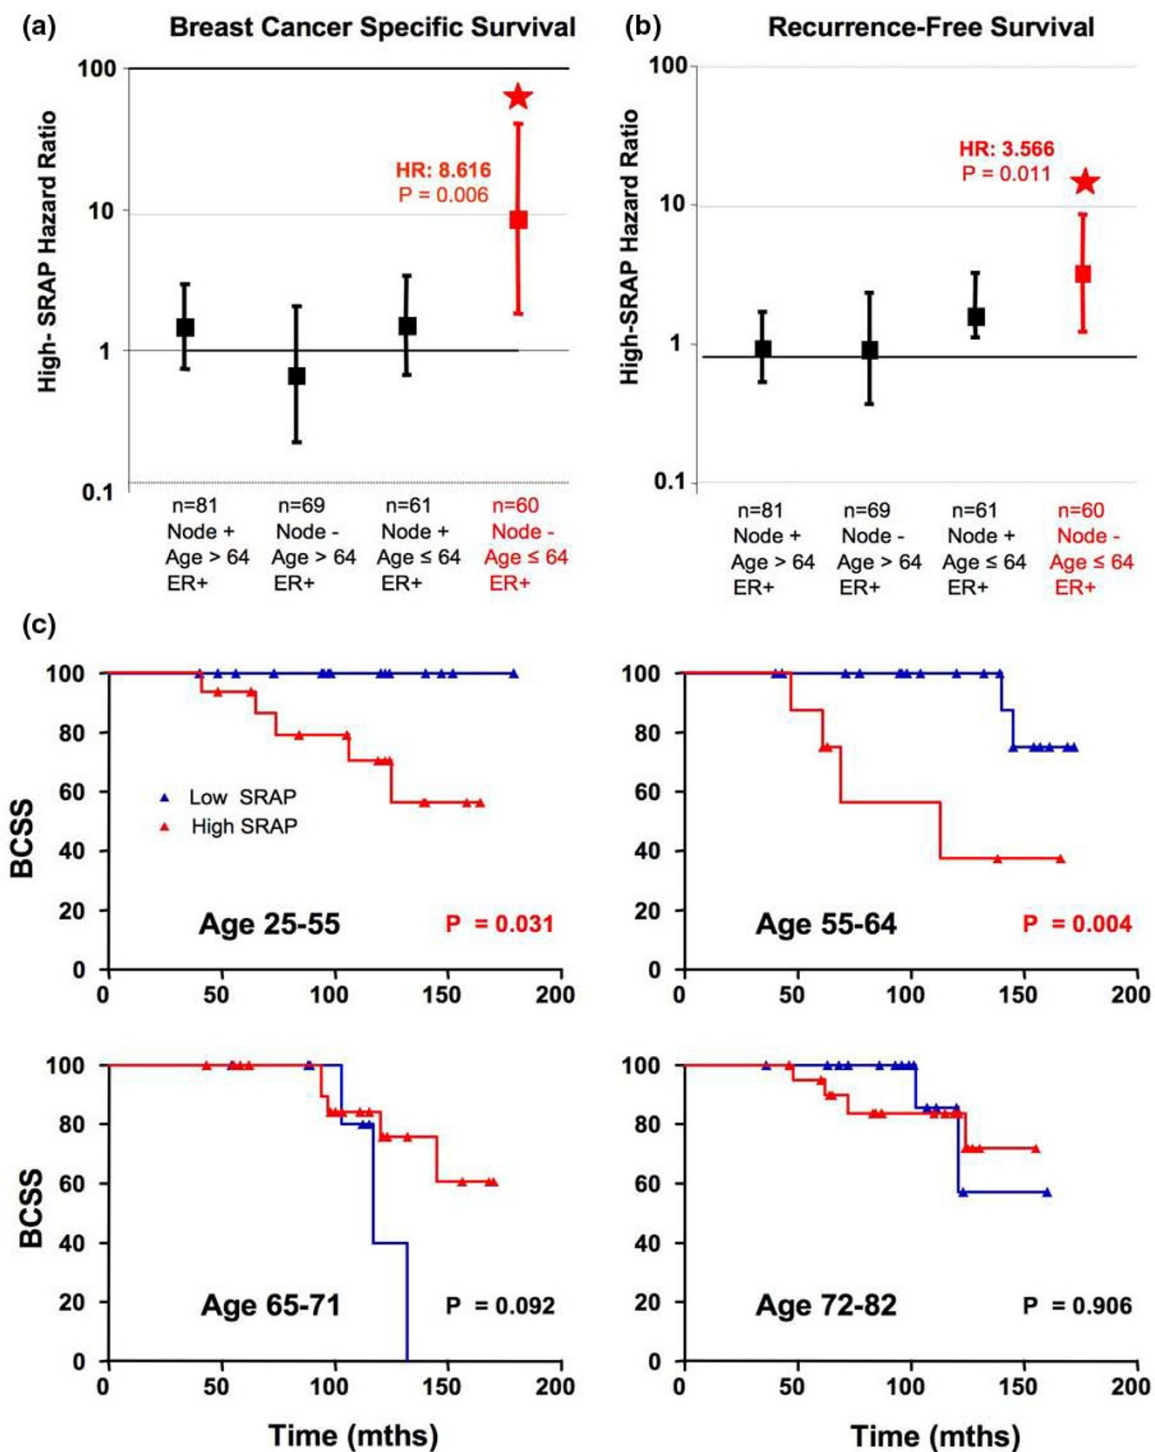 (a) Breast Cancer Specific Survival
100
High- SRAP Hazard Ratio
HR: 8.616
P = 0.006
10
1
0.1
n=81 n=69 n=61 n=60
Node + Node - Node + Node -
Age > 64 Age > 64 Age ≤ 64 Age ≤ 64
ER+ ER+ ER+ ER+
(b) Recurrence-Free Survival
100
High-SRAP Hazard Ratio
HR: 3.566
P = 0.011
10
1
0.1
n=81 n=69 n=61 n=60
Node + Node - Node + Node -
Age > 64 Age > 64 Age ≤ 64 Age ≤ 64
ER+ ER+ ER+ ER+
(c)
BCSS
100
80
60
40
20
0
Low SRAP
High SRAP
Age 25-55 P = 0.031
0 50 100 150 200
100
80
60
40
20
0
Age 55-64 P = 0.004
0 50 100 150 200
BCSS
100
80
60
40
20
0
Age 65-71 P = 0.092
0 50 100 150 200
Time (mths)
100
80
60
40
20
0
Age 72-82 P = 0.906
0 50 100 150 200
Time (mths)